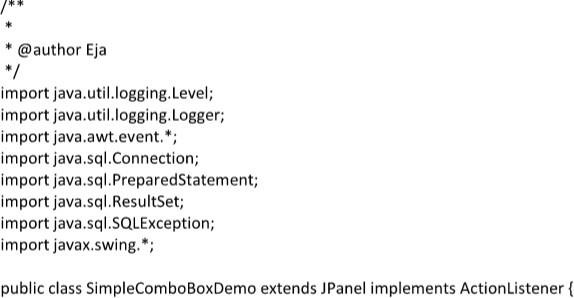 /**
*
* @author Eja
*/
import java.util.logging.Level;
import java.util.logging.Logger;
import java.awt.event.*;
import java.sql.Connection;
import java.sql.PreparedStatement;
import java.sql.ResultSet;
import java.sql.SQLException;
import javax.swing.*;
public class SimpleComboBoxDemo extends JPanel implements ActionListener {